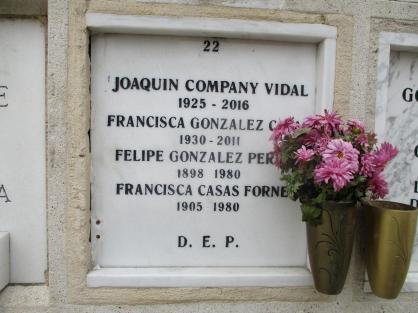 22
JOAQUIN COMPANY VIDAL
1925 - 2016
FRANCISCA GONZALEZ
1930 - 2011
FELIPE GONZALEZ
1898 1980
FRANCISCA CASAS
1905 1980
D. E. P.